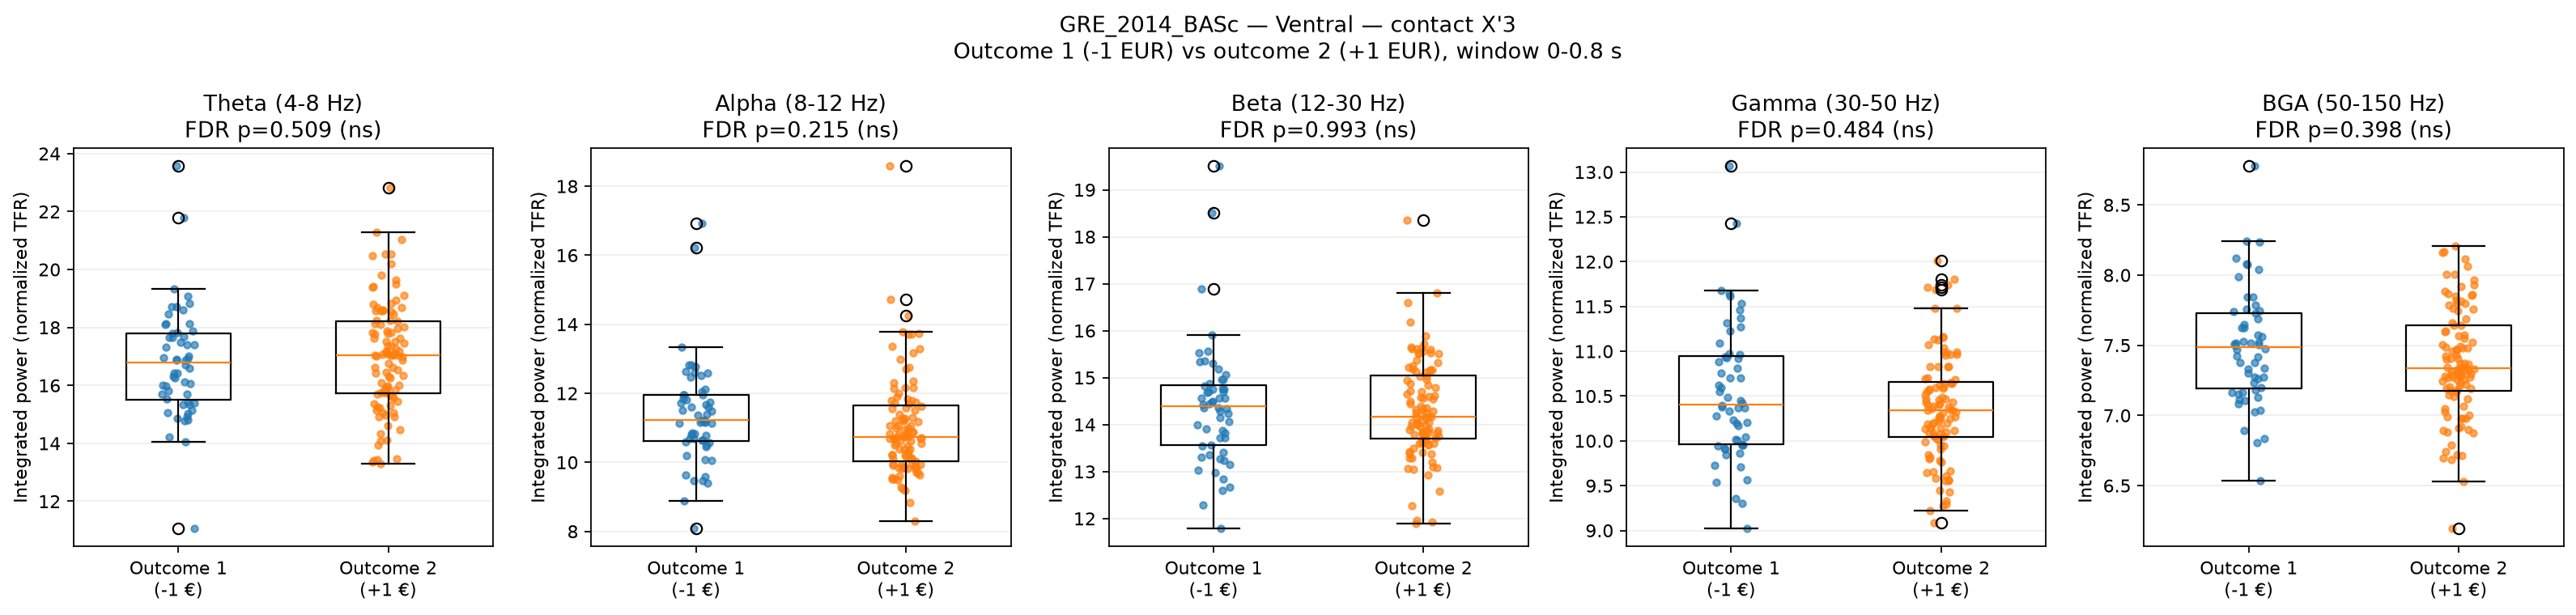 GRE_2014_BASc — Ventral — contact X'3
Outcome 1 (-1 EUR) vs outcome 2 (+1 EUR), window 0-0.8 s
Theta (4-8 Hz)
FDR p=0.509 (ns)
Integrated power (normalized TFR)
24
22
20
18
16
14
12
Outcome 1
(-1 €)
Outcome 2
(+1 €)
Alpha (8-12 Hz)
FDR p=0.215 (ns)
Integrated power (normalized TFR)
18
16
14
12
10
8
Outcome 1
(-1 €)
Outcome 2
(+1 €)
Beta (12-30 Hz)
FDR p=0.993 (ns)
Integrated power (normalized TFR)
19
18
17
16
15
14
13
12
Outcome 1
(-1 €)
Outcome 2
(+1 €)
Gamma (30-50 Hz)
FDR p=0.484 (ns)
Integrated power (normalized TFR)
13.0
12.5
12.0
11.5
11.0
10.5
10.0
9.5
9.0
Outcome 1
(-1 €)
Outcome 2
(+1 €)
BGA (50-150 Hz)
FDR p=0.398 (ns)
Integrated power (normalized TFR)
8.5
8.0
7.5
7.0
6.5
Outcome 1
(-1 €)
Outcome 2
(+1 €)